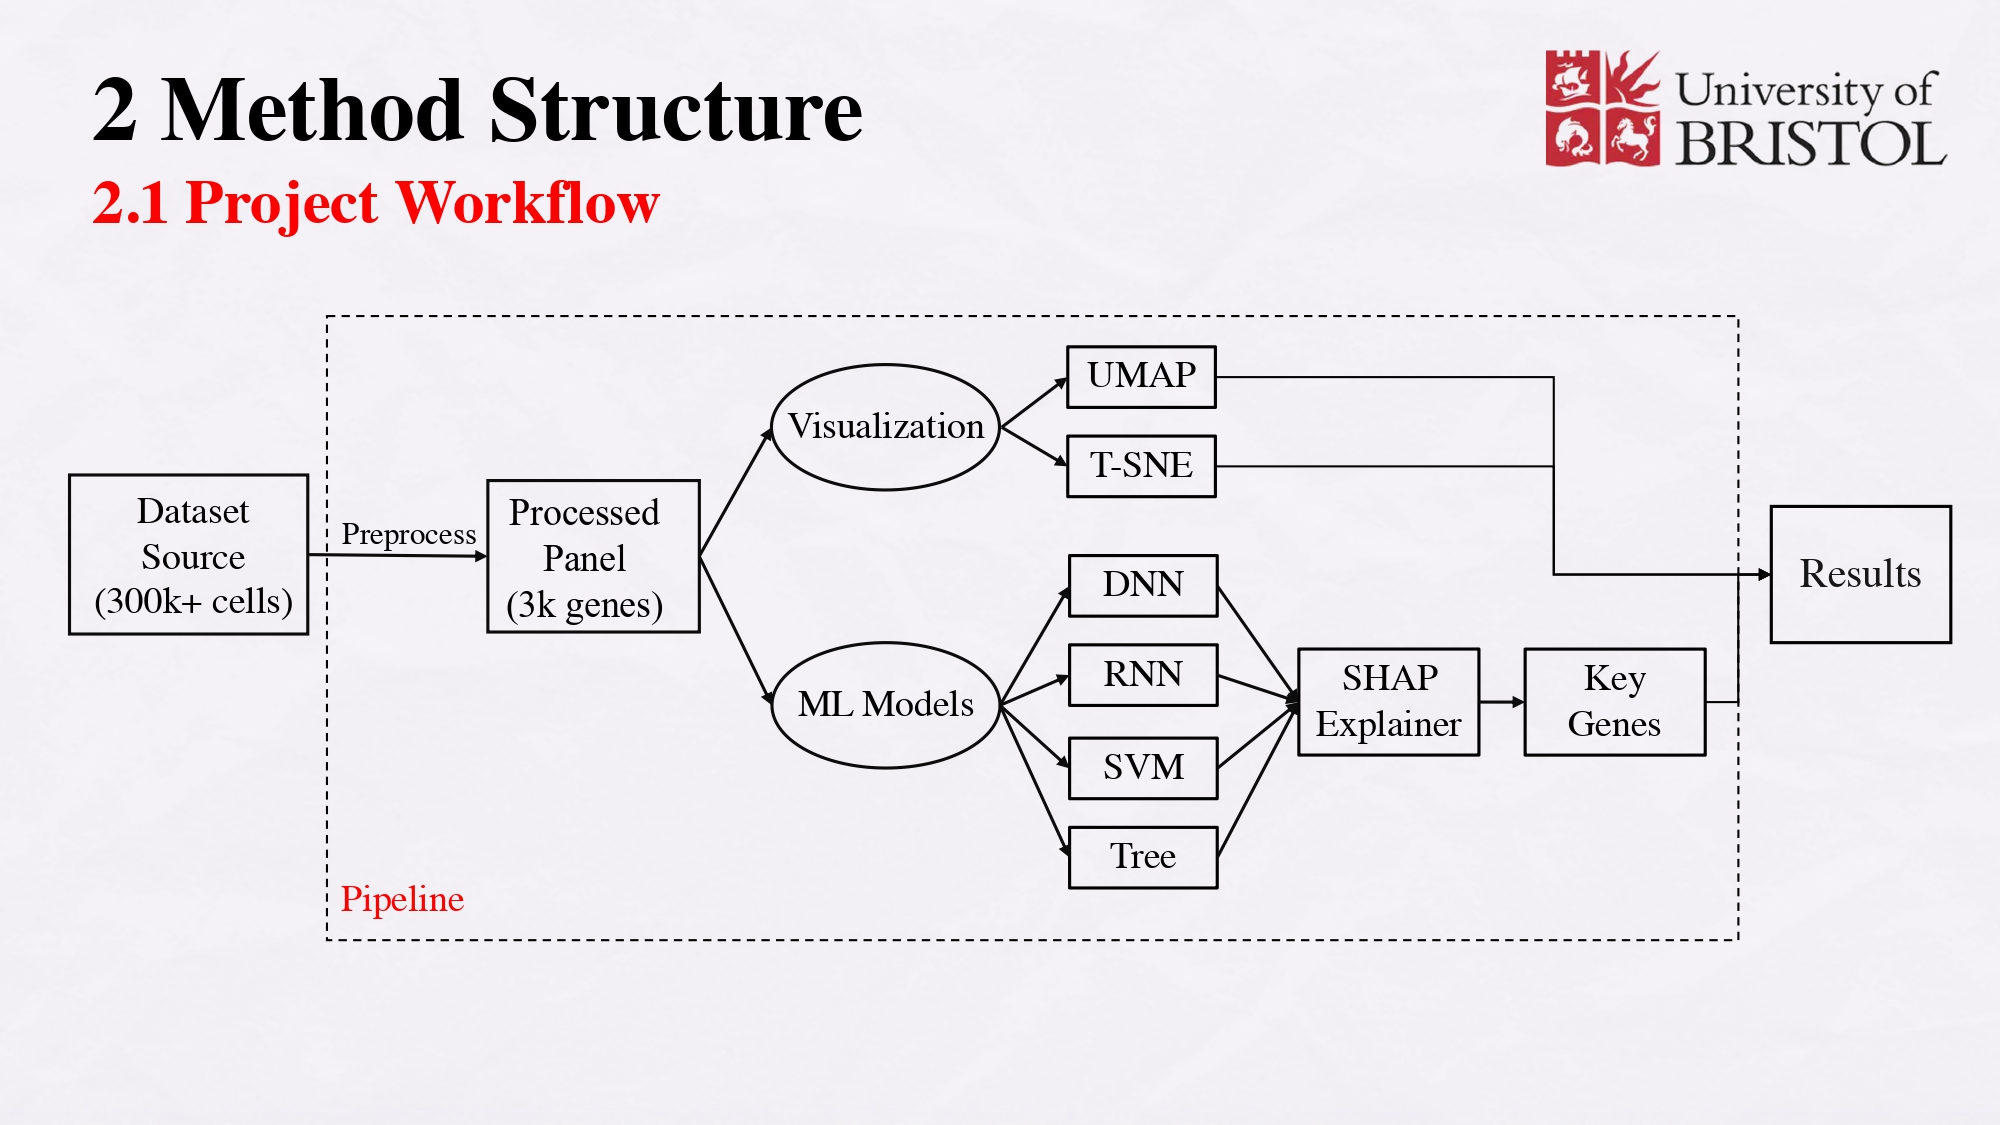 2 Method Structure
2.1 Project Workflow
University of
BRISTOL
Dataset
Source
(300k+ cells)
Preprocess
Processed
Panel
(3k genes)
Visualization
UMAP
T-SNE
ML Models
DNN
RNN
SVM
Tree
SHAP
Explainer
Key
Genes
Results
Pipeline